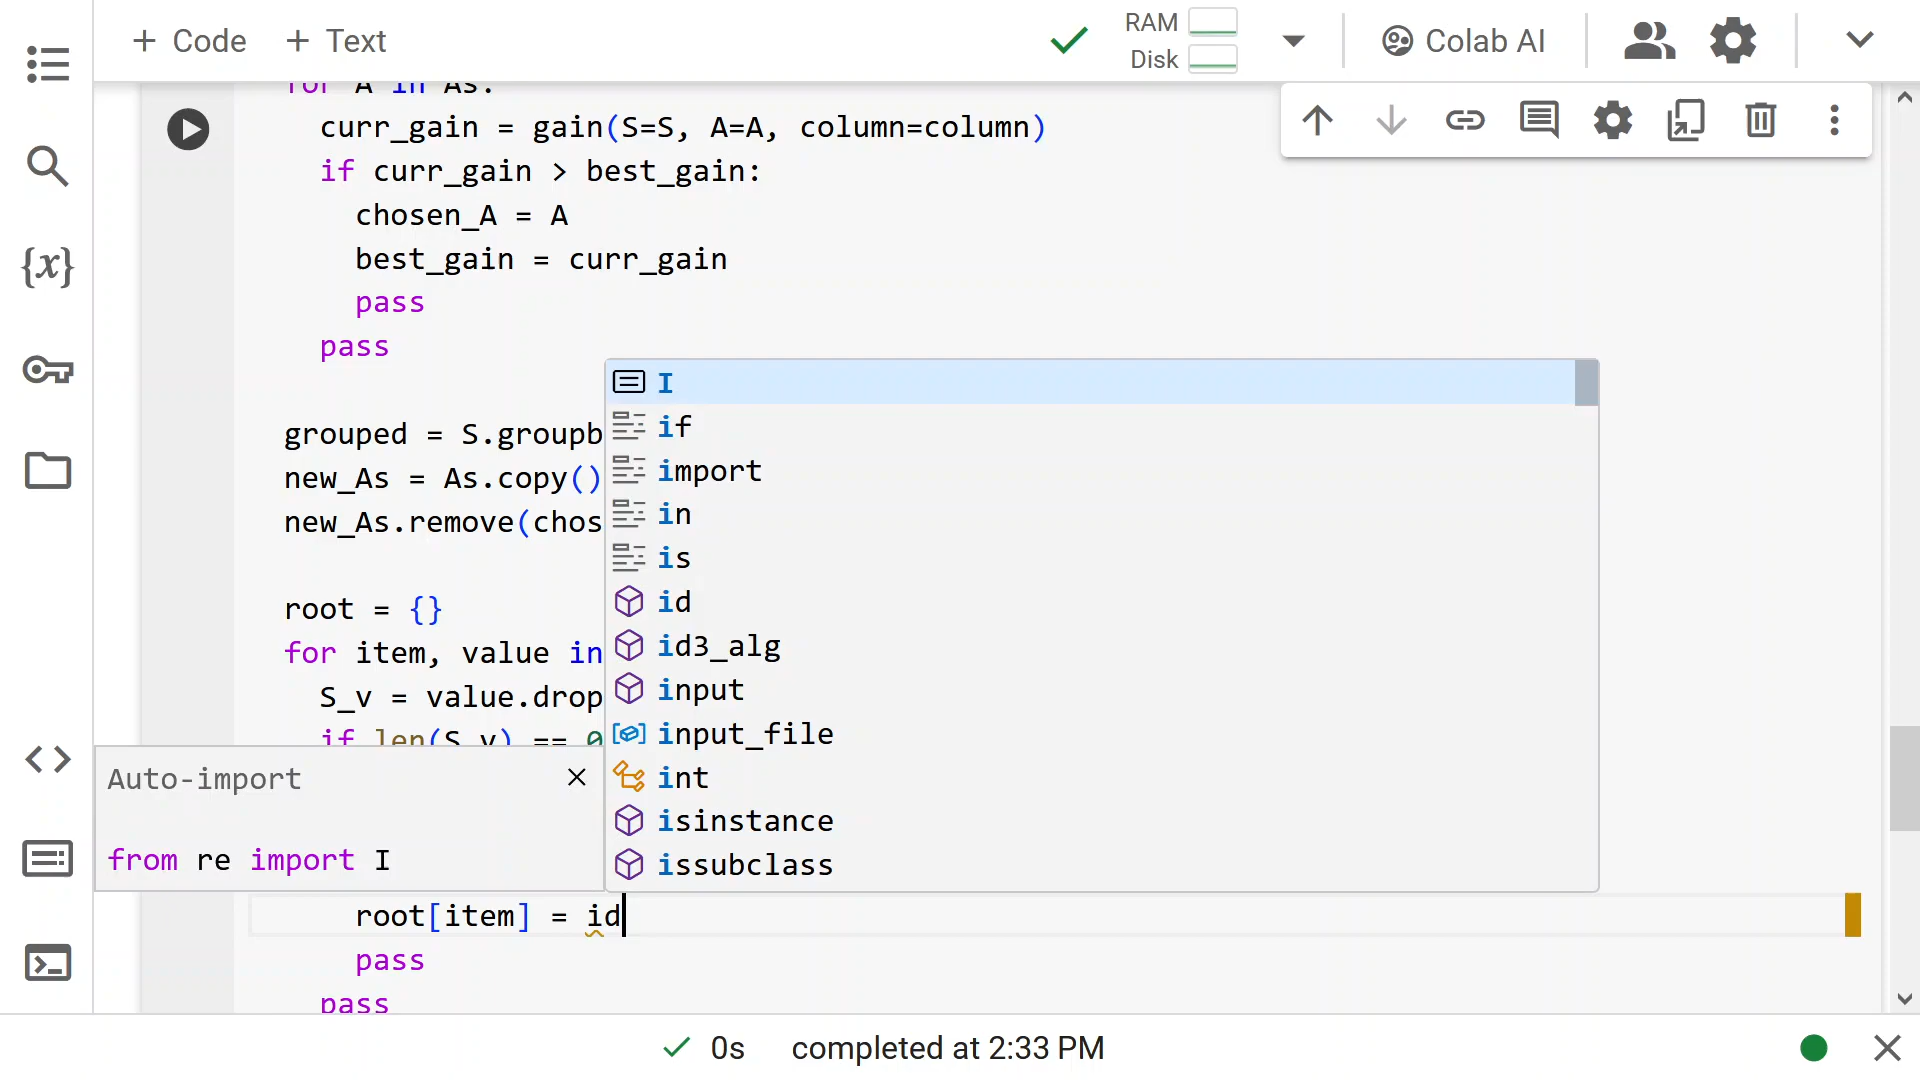 + Code + Text
RAM
Disk
Colab AI
for A in As:
curr_gain = gain(S=S, A=A, column=column)
if curr_gain > best_gain:
chosen_A = A
best_gain = curr_gain
pass
pass
grouped = S.groupb
new_As = As.copy()
new_As.remove(chos
root = {}
for item, value in
S_v = value.drop
if len(S_v) == 0
I
if
import
in
is
id
id3_alg
input
input_file
int
isinstance
issubclass
Auto-import
from re import I
root[item] = id
pass
pass
0s completed at 2:33 PM